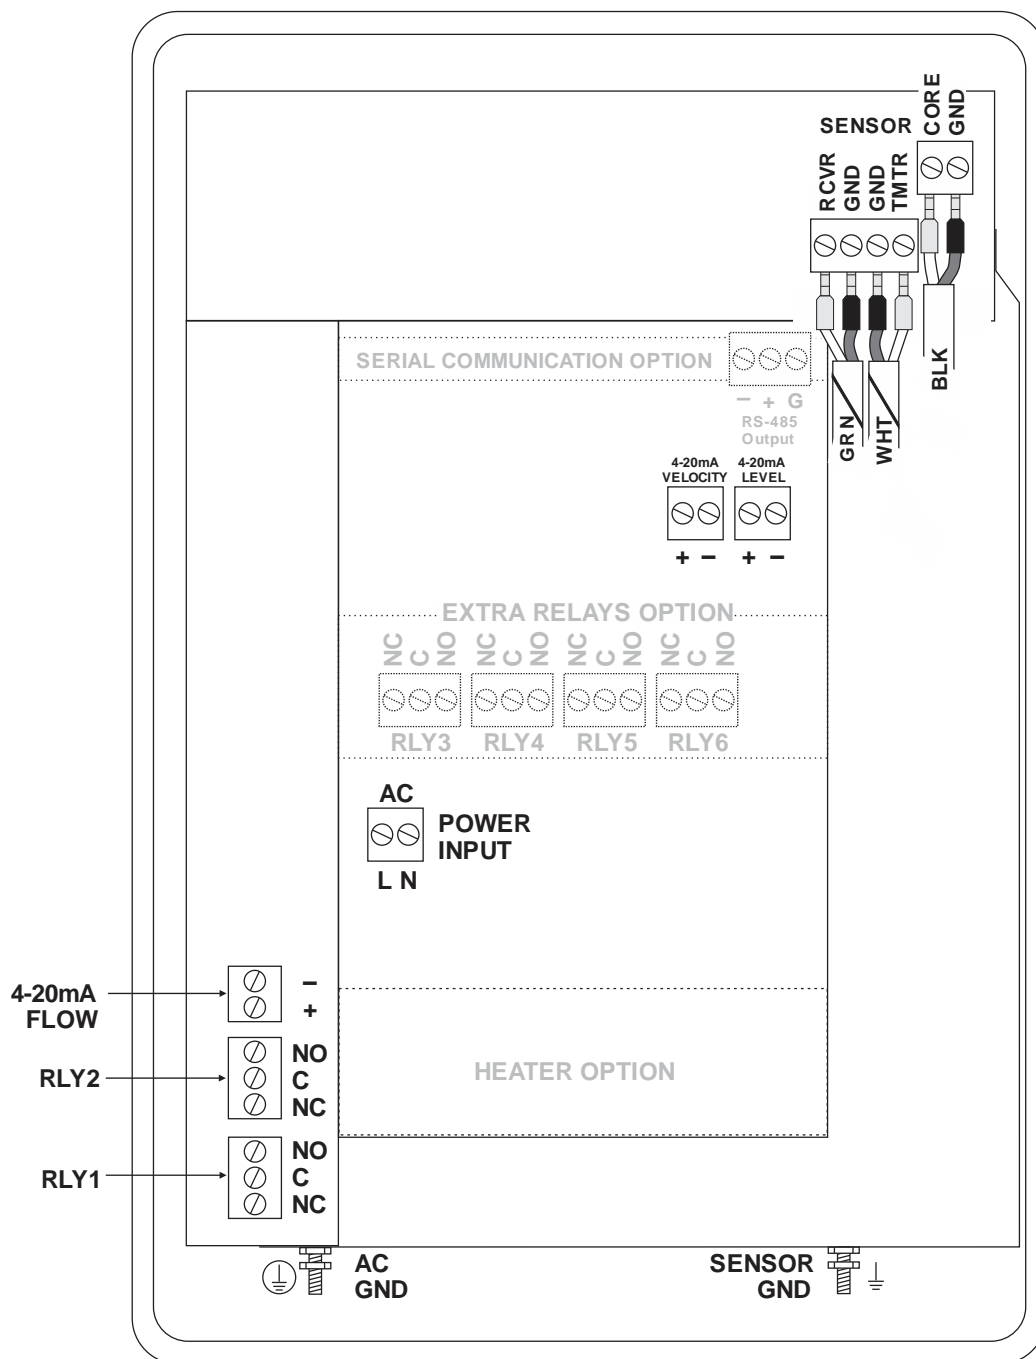 CORE
GND
SENSOR
RCVR
GND
GND
TMTR
BLK
GRN
WHT
SERIAL COMMUNICATION OPTION
− + G
RS-485
Output
4-20mA
VELOCITY
+ −
4-20mA
LEVEL
+ −
EXTRA RELAYS OPTION
NC C NO NC C NO NC C NO NC C NO
RLY3 RLY4 RLY5 RLY6
AC
POWER
INPUT
L N
4-20mA
FLOW
−
+
RLY2
NO
C
NC
HEATER OPTION
RLY1
NO
C
NC
AC
GND
SENSOR
GND